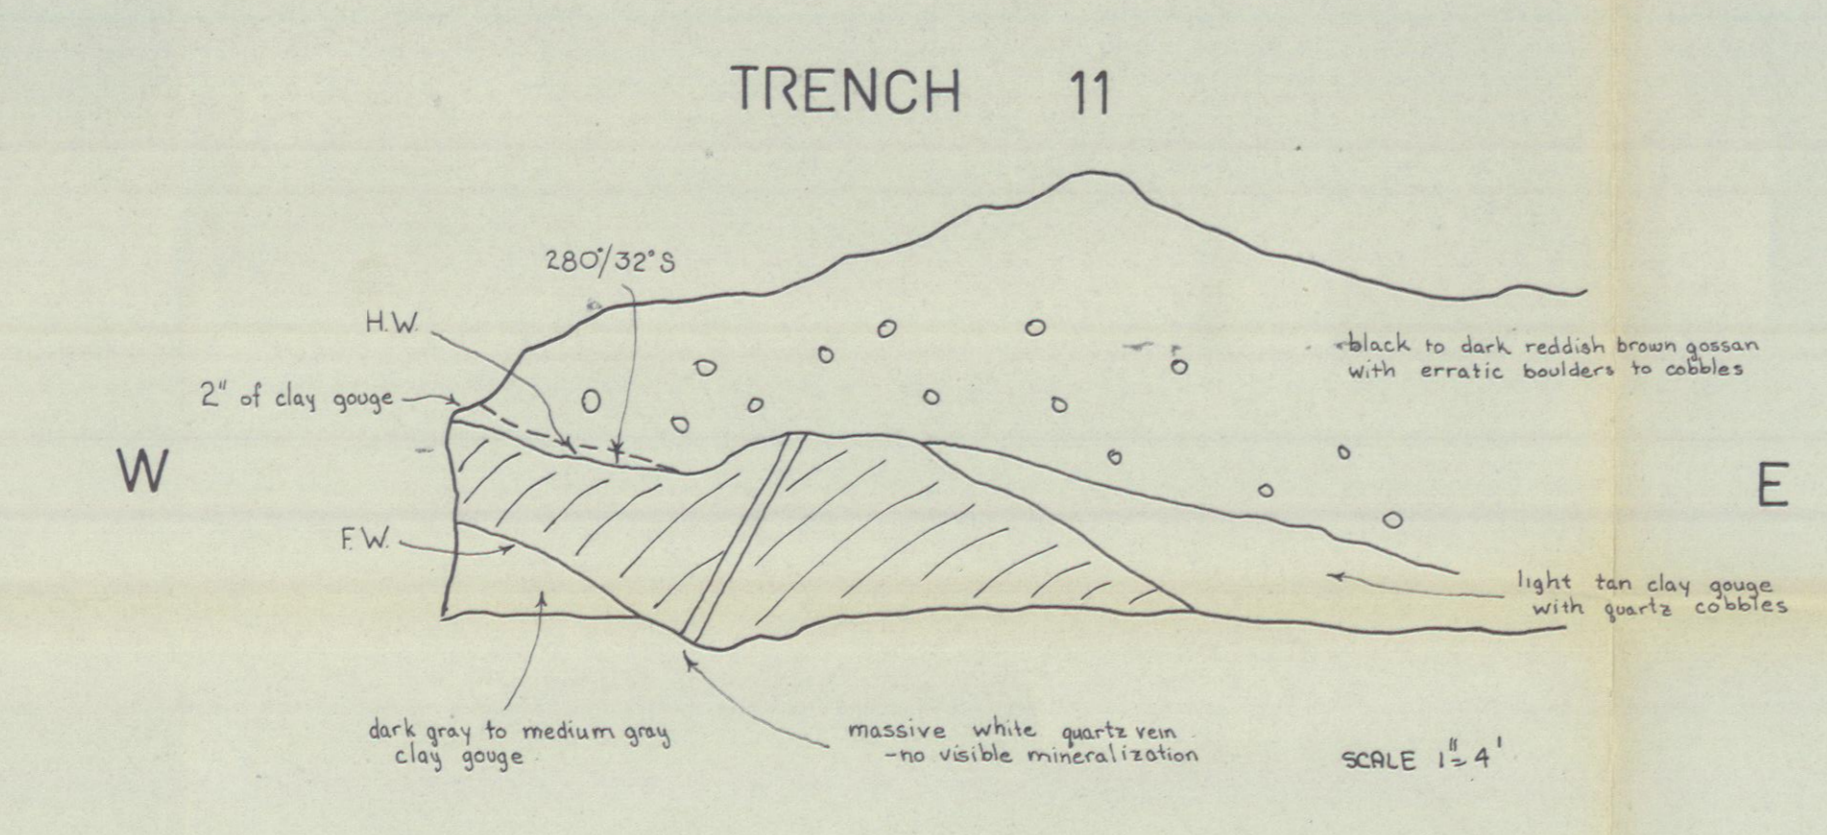 TRENCH 11
280°/32°S
H.W.
2" of clay gouge
black to dark reddish brown gossan
with erratic boulders to cobbles
W
E
F.W.
light tan clay gouge
with quartz cobbles
dark gray to medium gray
clay gouge
massive white quartz vein
-no visible mineralization
SCALE 1"=4'